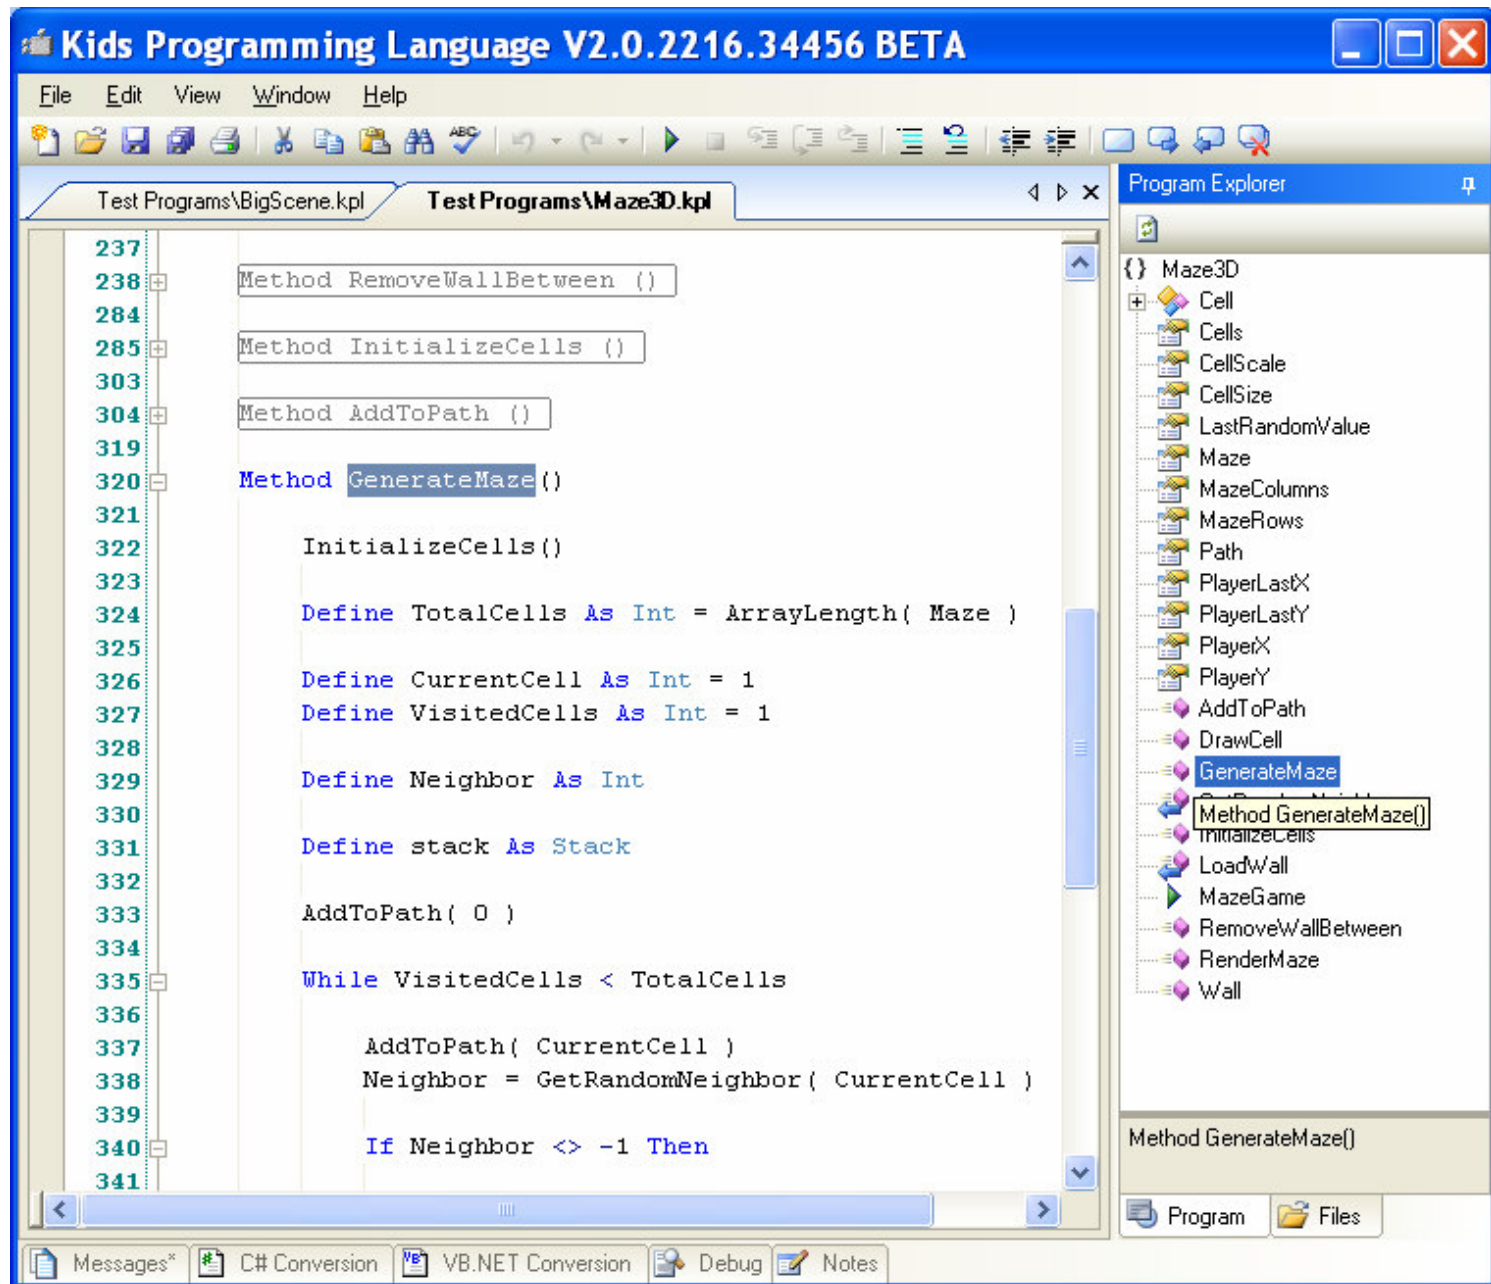 Kids Programming Language V2.0.2216.34456 BETA
File Edit View Window Help
ABC
Test Programs\BigScene.kpl Test Programs\Maze3D.kpl
237
238 Method RemoveWallBetween ()
284
285 Method InitializeCells ()
303
304 Method AddToPath ()
319
320 Method GenerateMaze()
321
322 InitializeCells()
323
324 Define TotalCells As Int = ArrayLength( Maze )
325
326 Define CurrentCell As Int = 1
327 Define VisitedCells As Int = 1
328
329 Define Neighbor As Int
330
331 Define stack As Stack
332
333 AddToPath( 0 )
334
335 While VisitedCells < TotalCells
336
337 AddToPath( CurrentCell )
338 Neighbor = GetRandomNeighbor( CurrentCell )
339
340 If Neighbor <> -1 Then
341
Program Explorer
{} Maze3D
Cell
Cells
CellScale
CellSize
LastRandomValue
Maze
MazeColumns
MazeRows
Path
PlayerLastX
PlayerLastY
PlayerX
PlayerY
AddToPath
DrawCell
GenerateMaze
Method GenerateMaze()
InitializeCells
LoadWall
MazeGame
RemoveWallBetween
RenderMaze
Wall
Method GenerateMaze()
Program Files
Messages* C# Conversion VB.NET Conversion Debug Notes